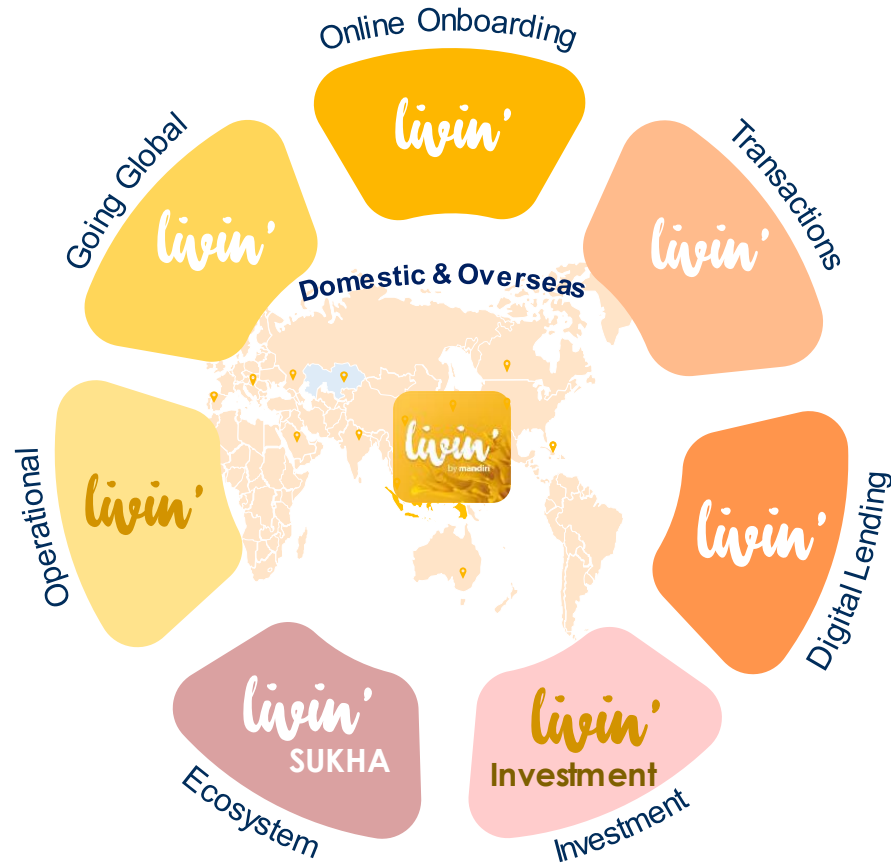 Online Onboarding
livin'
Transactions
livin'
Digital Lending
livin'
Investment
livin'
Investment
Ecosystem
livin'
SUKHA
Operational
livin'
Going Global
livin'
Domestic & Overseas
livin'
by mandiri